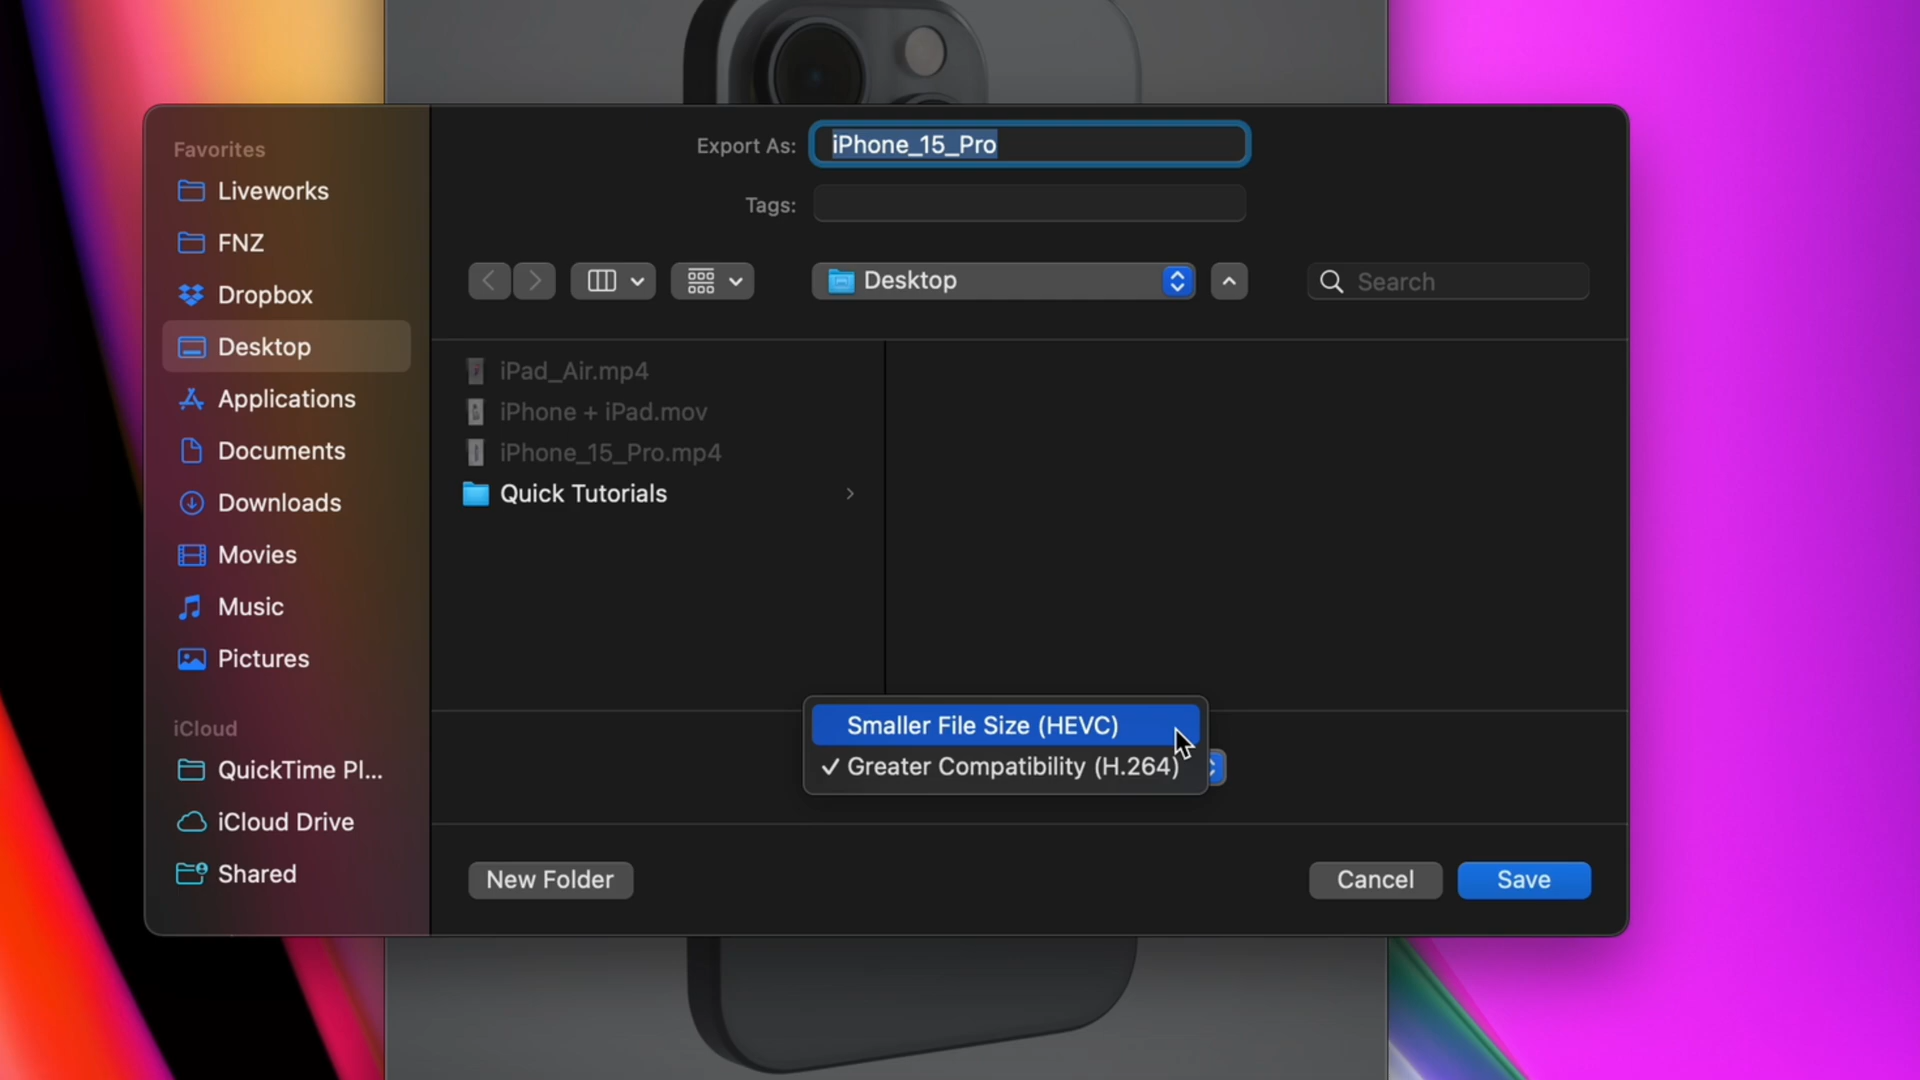 Favorites
Liveworks
FNZ
Dropbox
Desktop
Applications
Documents
Downloads
Movies
Music
Pictures
iCloud
QuickTime Pl...
iCloud Drive
Shared
Export As: iPhone_15_Pro
Tags:
Desktop
Search
iPad_Air.mp4
iPhone + iPad.mov
iPhone_15_Pro.mp4
Quick Tutorials
Smaller File Size (HEVC)
Greater Compatibility (H.264)
New Folder
Cancel
Save